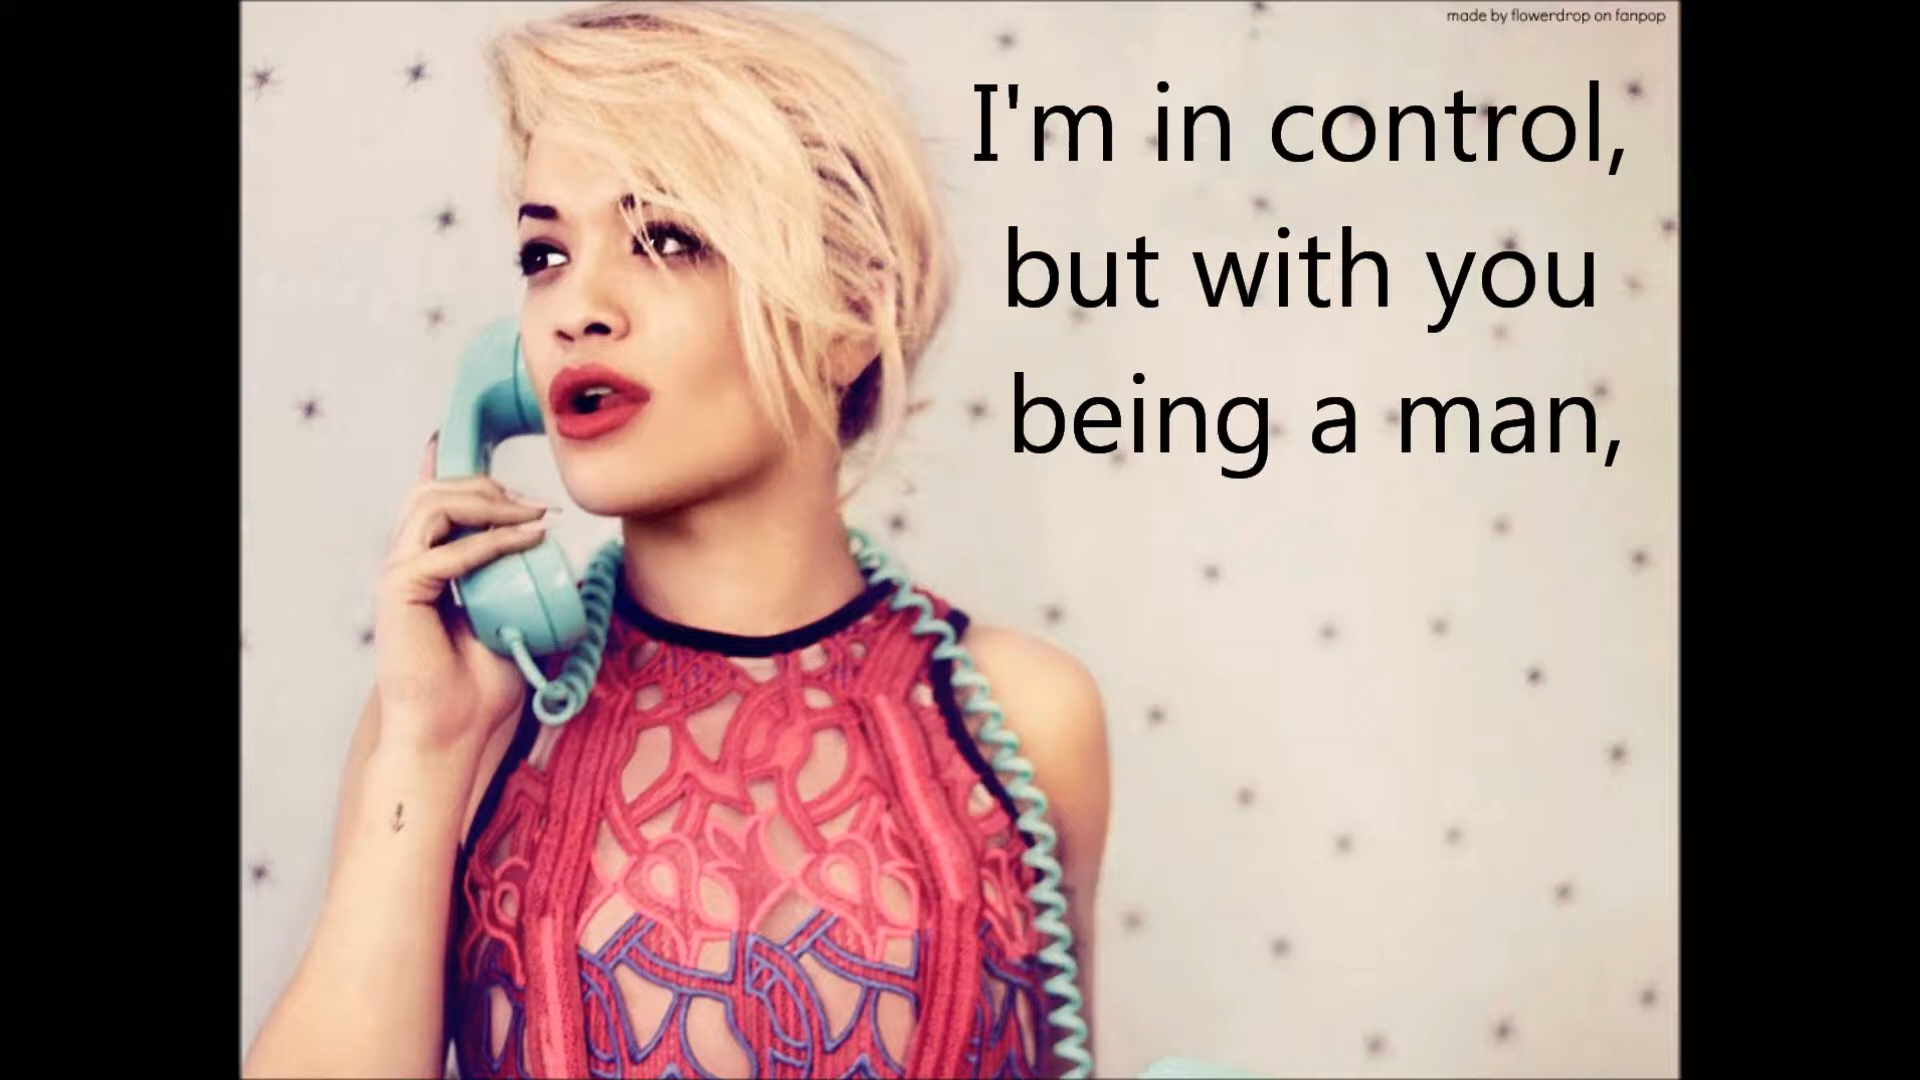 made by flowerdrop on fanpop
I'm in control,
but with you
being a man,